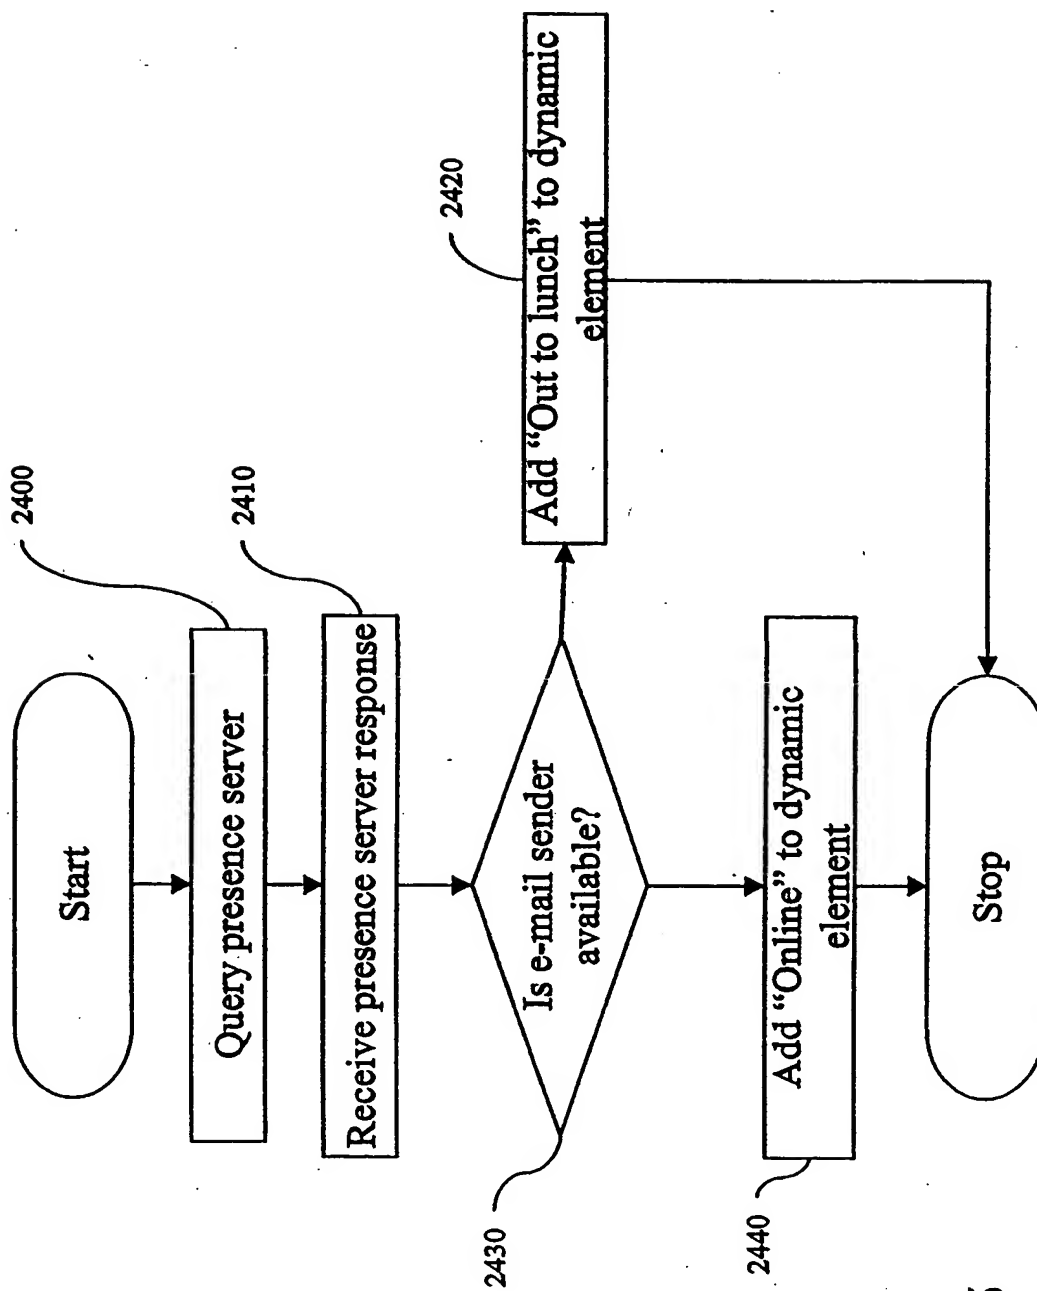 Start
2400
Query presence server
2410
Receive presence server response
2430
Is e-mail sender
available?
2420
Add “Out to lunch” to dynamic
element
2440
Add “Online” to dynamic
element
Stop